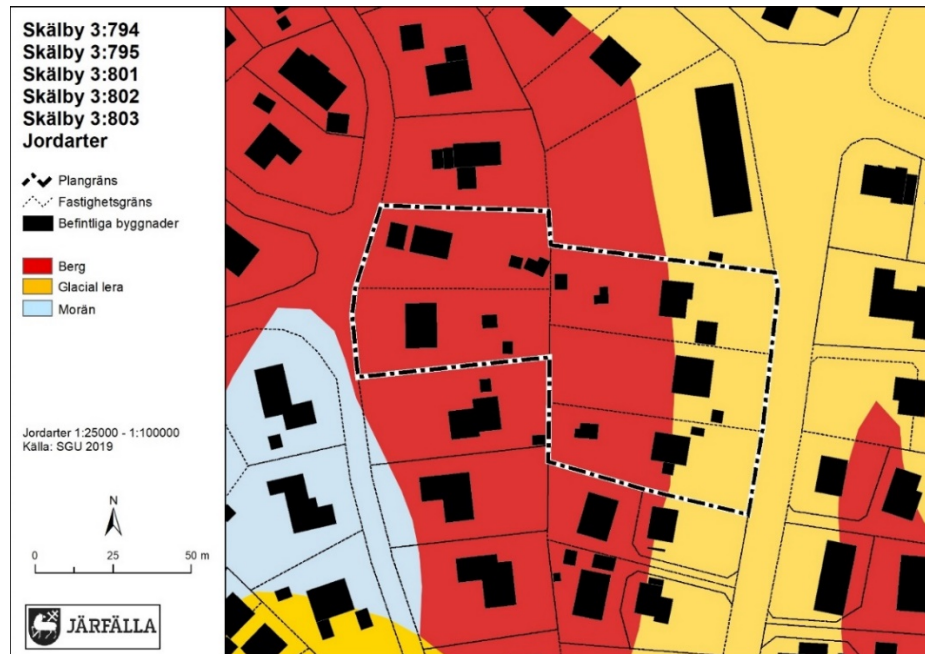 Skälby 3:794
Skälby 3:795
Skälby 3:801
Skälby 3:802
Skälby 3:803
Jordarter
Plangräns
Fastighetsgräns
Befintliga byggnader
Berg
Glacial lera
Morän
Jordarter 1:25000 - 1:100000
Källa: SGU 2019
N
0 25 50 m
JÄRFÄLLA